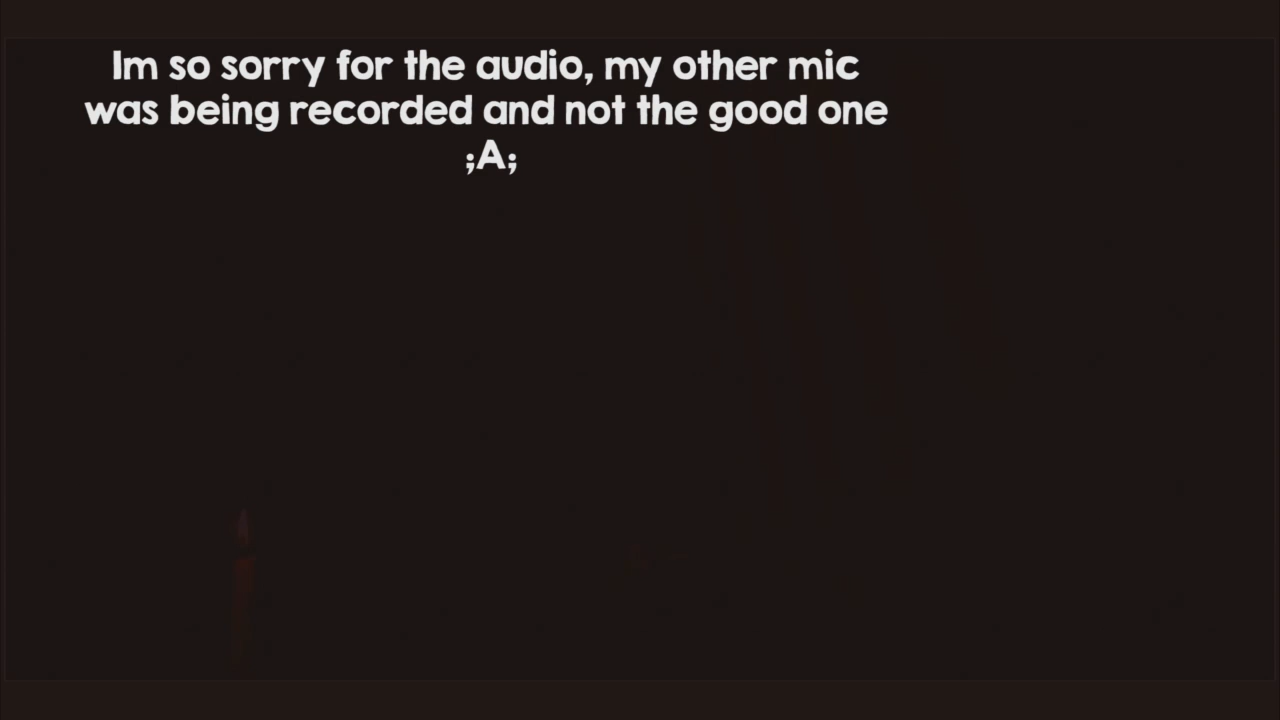 Im so sorry for the audio, my other mic
was being recorded and not the good one
;A;